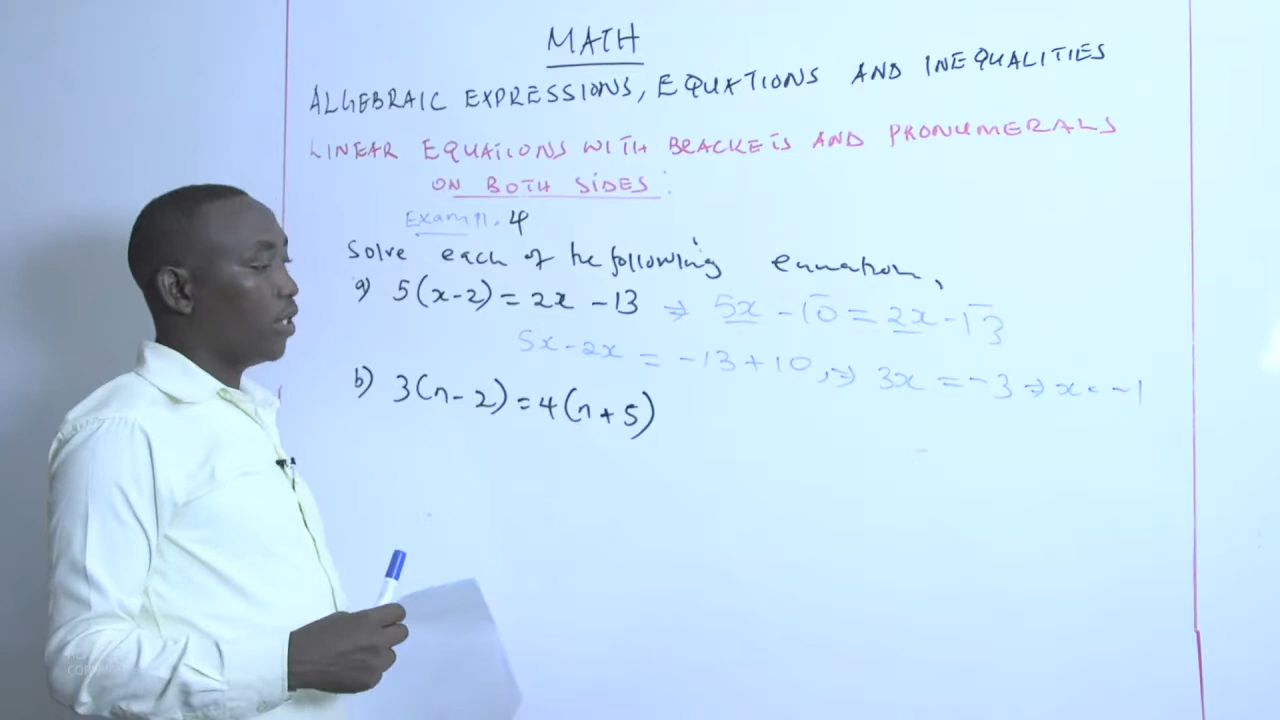 MATH
ALGEBRAIC EXPRESSIONS, EQUATIONS AND INEQUALITIES
LINEAR EQUATIONS WITH BRACKETS AND PRONUMERALS
ON BOTH SIDES:
Exampl. 4
Solve each of the following equation,
a) 5(x-2) = 2x - 13 ⇒ 5x - 10 = 2x - 13
5x - 2x = -13 + 10, ⇒ 3x = -3 ⇒ x = -1
b) 3(n-2) = 4(n+5)